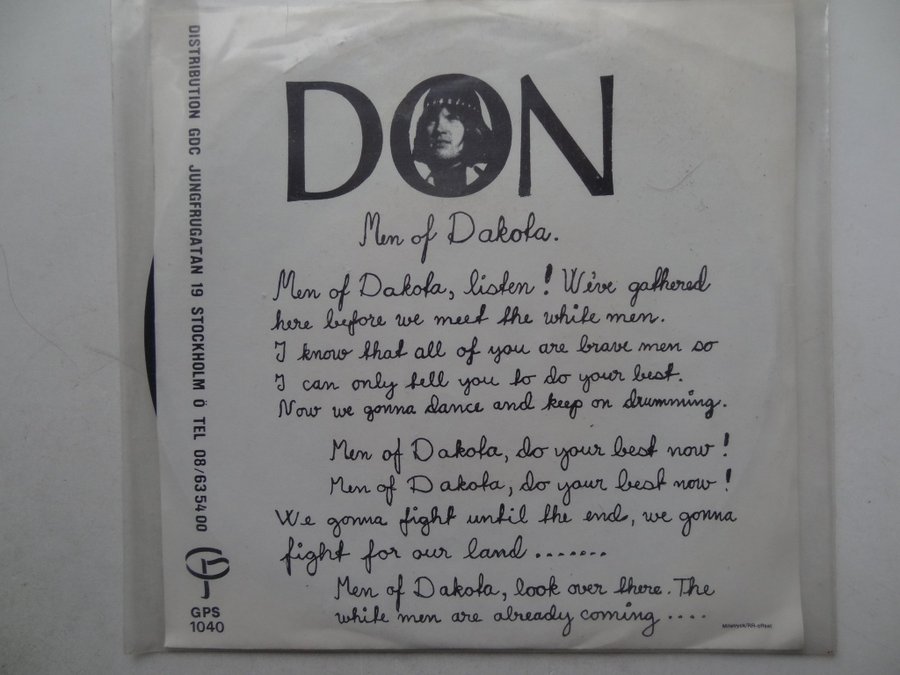 DISTRIBUTION GDC JUNGFRUGATAN 19 STOCKHOLM Ö TEL 08/63 54 00
GPS
1040
DON
Men of Dakota.
Men of Dakota, listen! We've gathered
here before we meet the white men.
I know that all of you are brave men so
I can only tell you to do your best.
Now we gonna dance and keep on drumming.
Men of Dakota, do your best now!
Men of Dakota, do your best now!
We gonna fight until the end, we gonna
fight for our land .......
Men of Dakota, look over there. The
white men are already coming ....